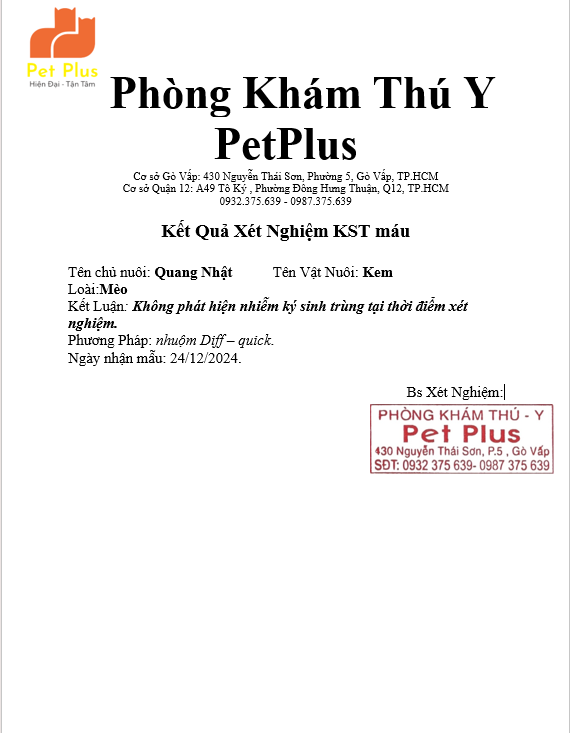 Pet Plus
Hiện Đại - Tận Tâm
Phòng Khám Thú Y
PetPlus
Cơ sở Gò Vấp: 430 Nguyễn Thái Sơn, Phường 5, Gò Vấp, TP.HCM
Cơ sở Quận 12: A49 Tô Ký , Phường Đông Hưng Thuận, Q12, TP.HCM
0932.375.639 - 0987.375.639
Kết Quả Xét Nghiệm KST máu
Tên chủ nuôi: Quang Nhật Tên Vật Nuôi: Kem
Loài:Mèo
Kết Luận: Không phát hiện nhiễm ký sinh trùng tại thời điểm xét
nghiệm.
Phương Pháp: nhuộm Diff – quick.
Ngày nhận mẫu: 24/12/2024.
Bs Xét Nghiệm:
PHÒNG KHÁM THÚ - Y
Pet Plus
430 Nguyễn Thái Sơn, P.5 , Gò Vấp
SĐT: 0932 375 639- 0987 375 639